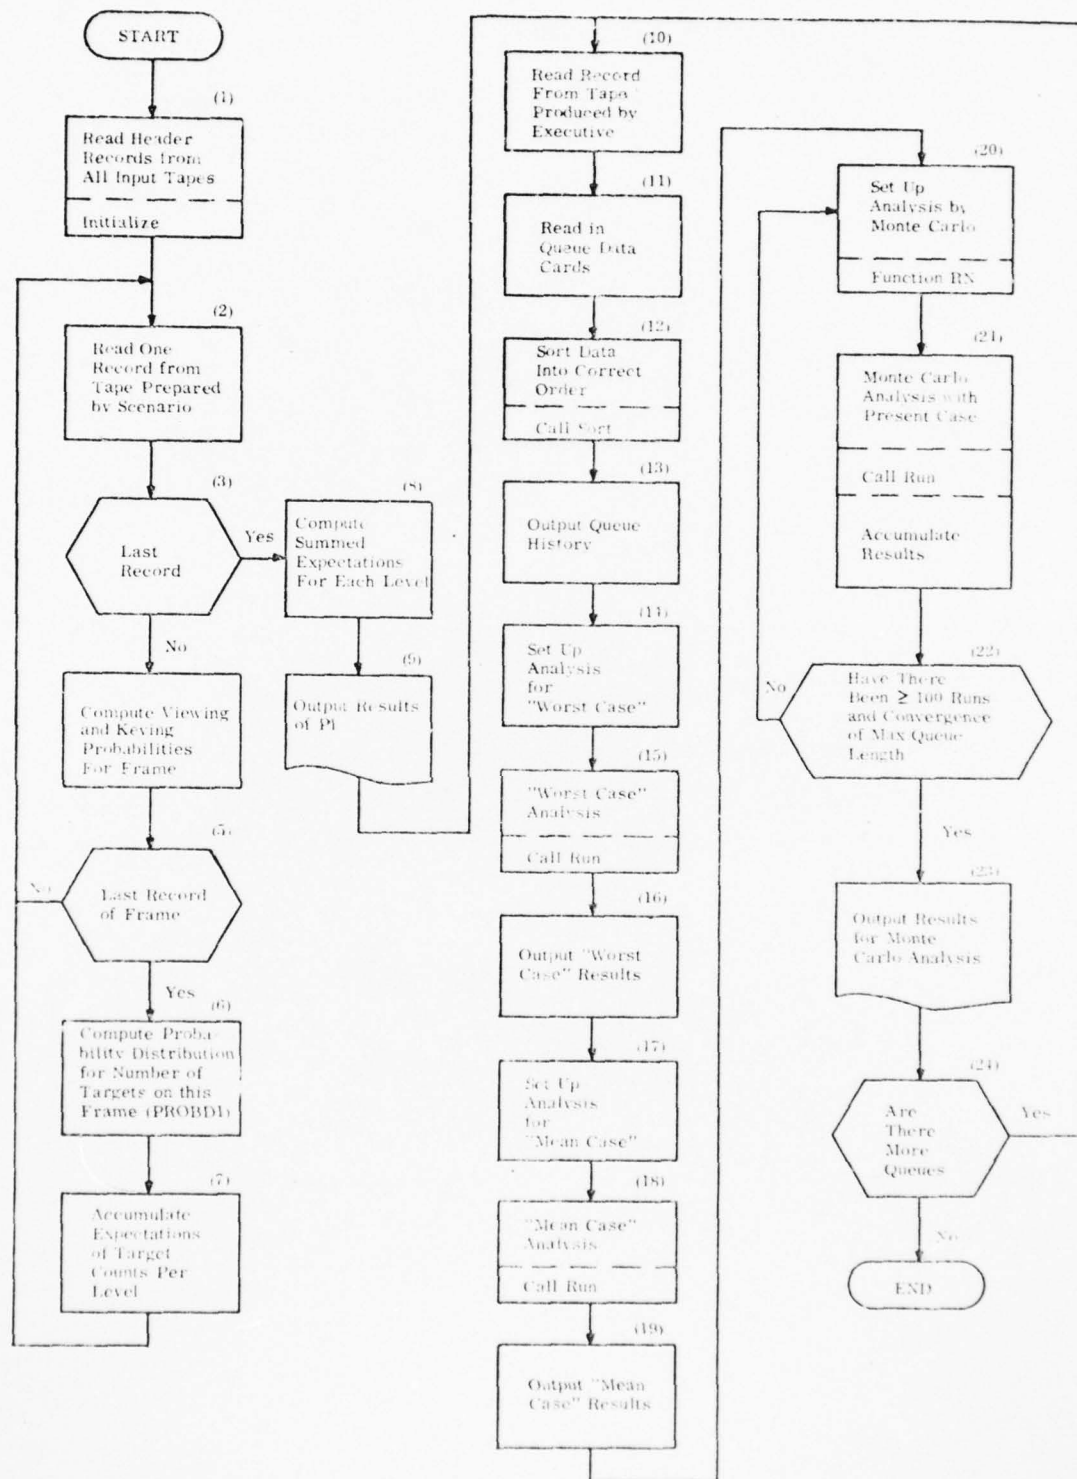 START
(1)
Read Header
Records from
All Input Tapes
Initialize
(2)
Read One
Record from
Tape Prepared
by Scenario
(3)
Last
Record
Yes
No
(8)
Compute
Summed
Expectations
For Each Level
(9)
Output Results
of PI
Compute Viewing
and Keying
Probabilities
For Frame
(5)
Last Record
of Frame
No
Yes
(6)
Compute Proba-
bility Distribution
for Number of
Targets on this
Frame (PROBD1)
(7)
Accumulate
Expectations
of Target
Counts Per
Level
(10)
Read Record
From Tape
Produced by
Executive
(11)
Read in
Queue Data
Cards
(12)
Sort Data
Into Correct
Order
Call Sort
(13)
Output Queue
History
(14)
Set Up
Analysis
for
"Worst Case"
(15)
"Worst Case"
Analysis
Call Run
(16)
Output "Worst
Case" Results
(17)
Set Up
Analysis
for
"Mean Case"
(18)
"Mean Case"
Analysis
Call Run
(19)
Output "Mean
Case" Results
(20)
Set Up
Analysis by
Monte Carlo
Function RN
(21)
Monte Carlo
Analysis with
Present Case
Call Run
Accumulate
Results
(22)
Have There
Been ≥ 100 Runs
and Convergence
of Max Queue
Length
No
Yes
(23)
Output Results
for Monte
Carlo Analysis
(24)
Are
There
More
Queues
Yes
No
END